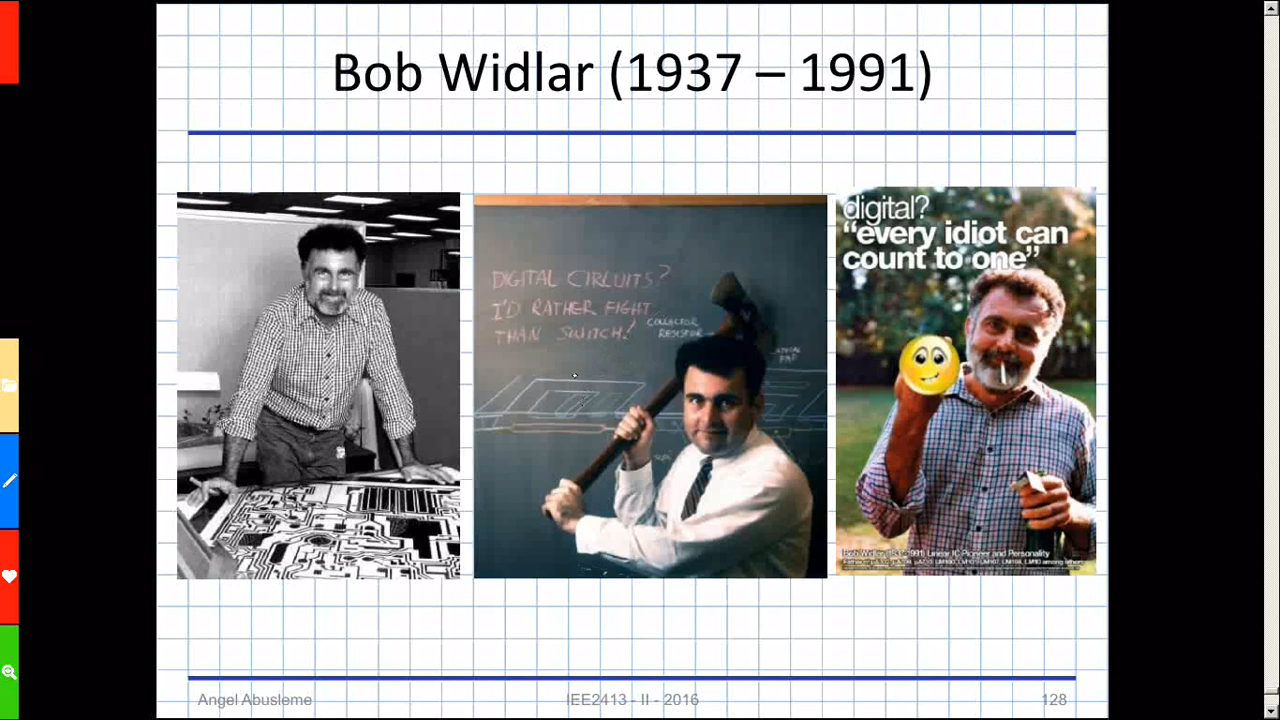 Bob Widlar (1937 – 1991)
DIGITAL CIRCUITS?
I'D RATHER FIGHT
THAN SWITCH!
COLLECTOR
RESISTOR
digital?
“every idiot can
count to one”
Bob Widlar (1937-1991) Linear IC Pioneer and Personality
Angel Abusleme
IEE2413 - II - 2016
128